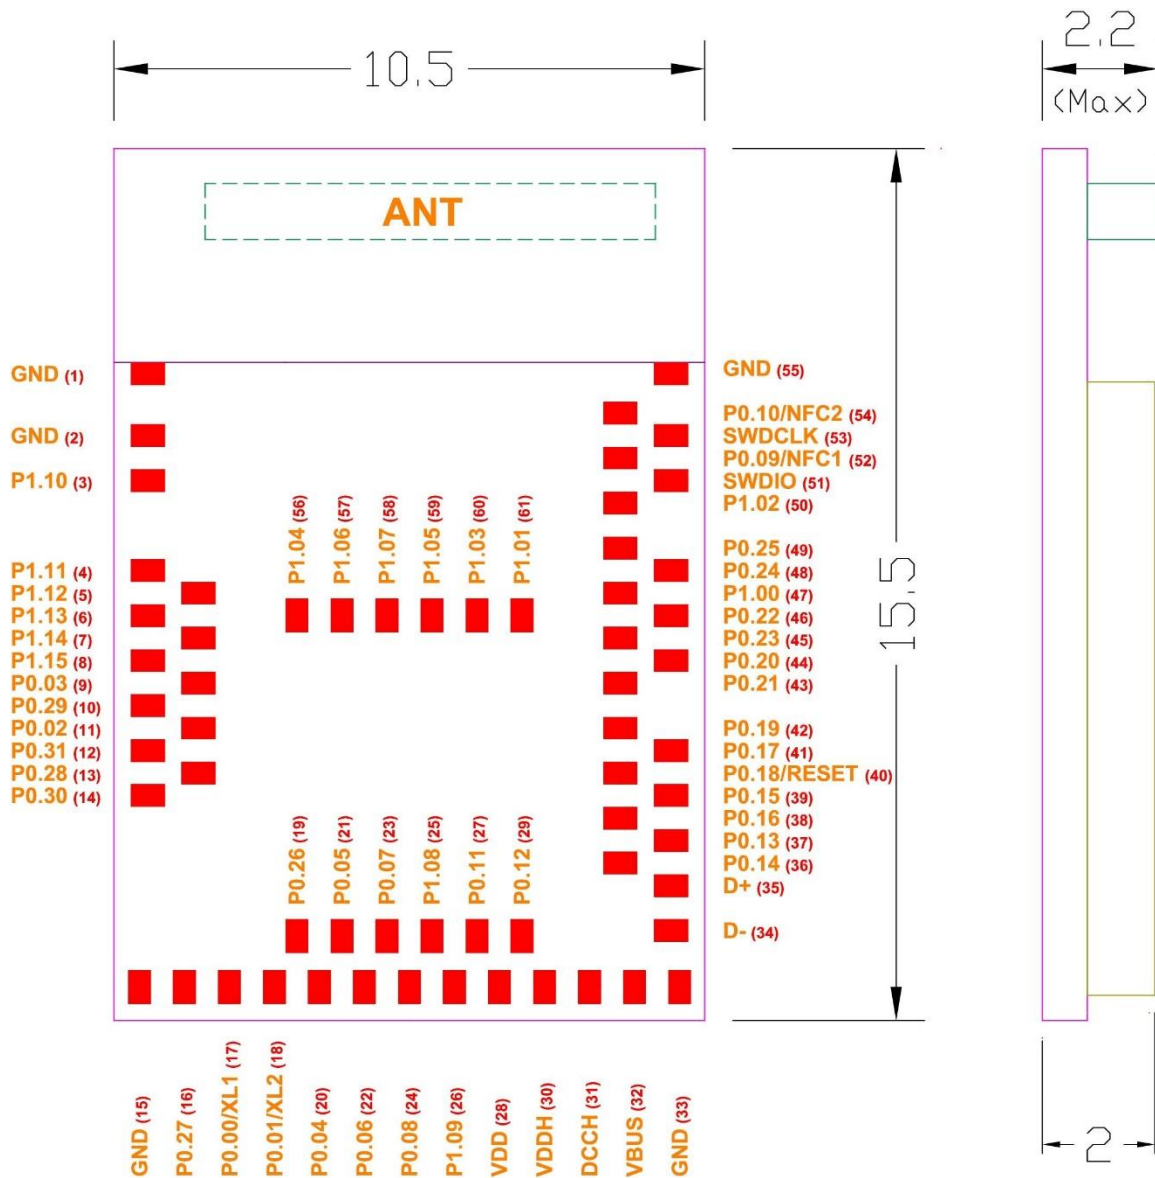 10.5
2.2
(Max)
ANT
15.5
GND (1)
GND (2)
P1.10 (3)
P1.11 (4)
P1.12 (5)
P1.13 (6)
P1.14 (7)
P1.15 (8)
P0.03 (9)
P0.29 (10)
P0.02 (11)
P0.31 (12)
P0.28 (13)
P0.30 (14)
P1.04 (56)
P1.06 (57)
P1.07 (58)
P1.05 (59)
P1.03 (60)
P1.01 (61)
P0.26 (19)
P0.05 (21)
P0.07 (23)
P1.08 (25)
P0.11 (27)
P0.12 (29)
GND (55)
P0.10/NFC2 (54)
SWDCLK (53)
P0.09/NFC1 (52)
SWDIO (51)
P1.02 (50)
P0.25 (49)
P0.24 (48)
P1.00 (47)
P0.22 (46)
P0.23 (45)
P0.20 (44)
P0.21 (43)
P0.19 (42)
P0.17 (41)
P0.18/RESET (40)
P0.15 (39)
P0.16 (38)
P0.13 (37)
P0.14 (36)
D+ (35)
D- (34)
GND (15)
P0.27 (16)
P0.00/XL1 (17)
P0.01/XL2 (18)
P0.04 (20)
P0.06 (22)
P0.08 (24)
P1.09 (26)
VDD (28)
VDDH (30)
DCCH (31)
VBUS (32)
GND (33)
2